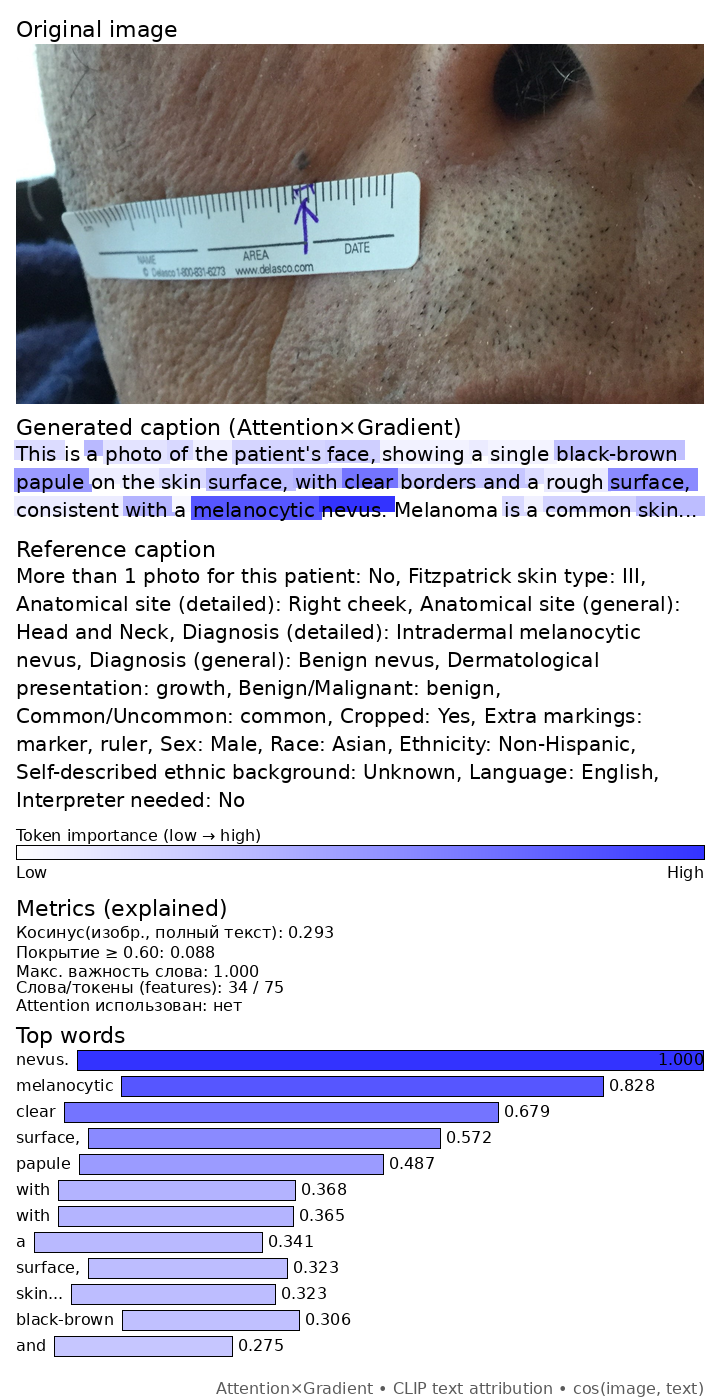 Original image
cm
NAME
AREA
DATE
© Delasco 1-800-831-6273 www.delasco.com
Generated caption (Attention×Gradient)
This is a photo of the patient's face, showing a single black-brown
papule on the skin surface, with clear borders and a rough surface,
consistent with a melanocytic nevus. Melanoma is a common skin...
Reference caption
More than 1 photo for this patient: No, Fitzpatrick skin type: III,
Anatomical site (detailed): Right cheek, Anatomical site (general):
Head and Neck, Diagnosis (detailed): Intradermal melanocytic
nevus, Diagnosis (general): Benign nevus, Dermatological
presentation: growth, Benign/Malignant: benign,
Common/Uncommon: common, Cropped: Yes, Extra markings:
marker, ruler, Sex: Male, Race: Asian, Ethnicity: Non-Hispanic,
Self-described ethnic background: Unknown, Language: English,
Interpreter needed: No
Token importance (low → high)
Low High
Metrics (explained)
Косинус(изобр., полный текст): 0.293
Покрытие ≥ 0.60: 0.088
Макс. важность слова: 1.000
Слова/токены (features): 34 / 75
Attention использован: нет
Top words
nevus. 1.000
melanocytic 0.828
clear 0.679
surface, 0.572
papule 0.487
with 0.368
with 0.365
a 0.341
surface, 0.323
skin... 0.323
black-brown 0.306
and 0.275
Attention×Gradient • CLIP text attribution • cos(image, text)